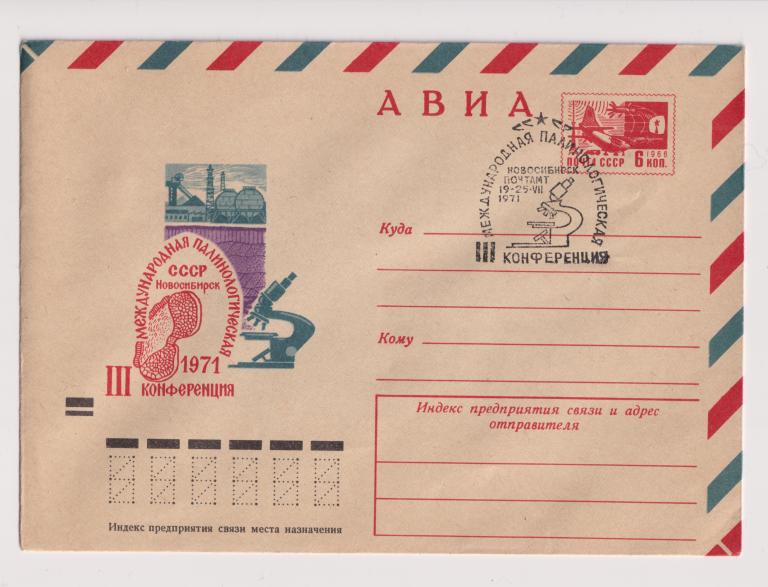 АВИА
1966
ПОЧТА СССР 6 КОП.
III МЕЖДУНАРОДНАЯ ПАЛИНОЛОГИЧЕСКАЯ
НОВОСИБИРСК
ПОЧТАМТ
19-25·VII
1971
КОНФЕРЕНЦИЯ
МЕЖДУНАРОДНАЯ ПАЛИНОЛОГИЧЕСКАЯ
СССР
Новосибирск
1971
III КОНФЕРЕНЦИЯ
Куда
Кому
Индекс предприятия связи и адрес
отправителя
Индекс предприятия связи места назначения